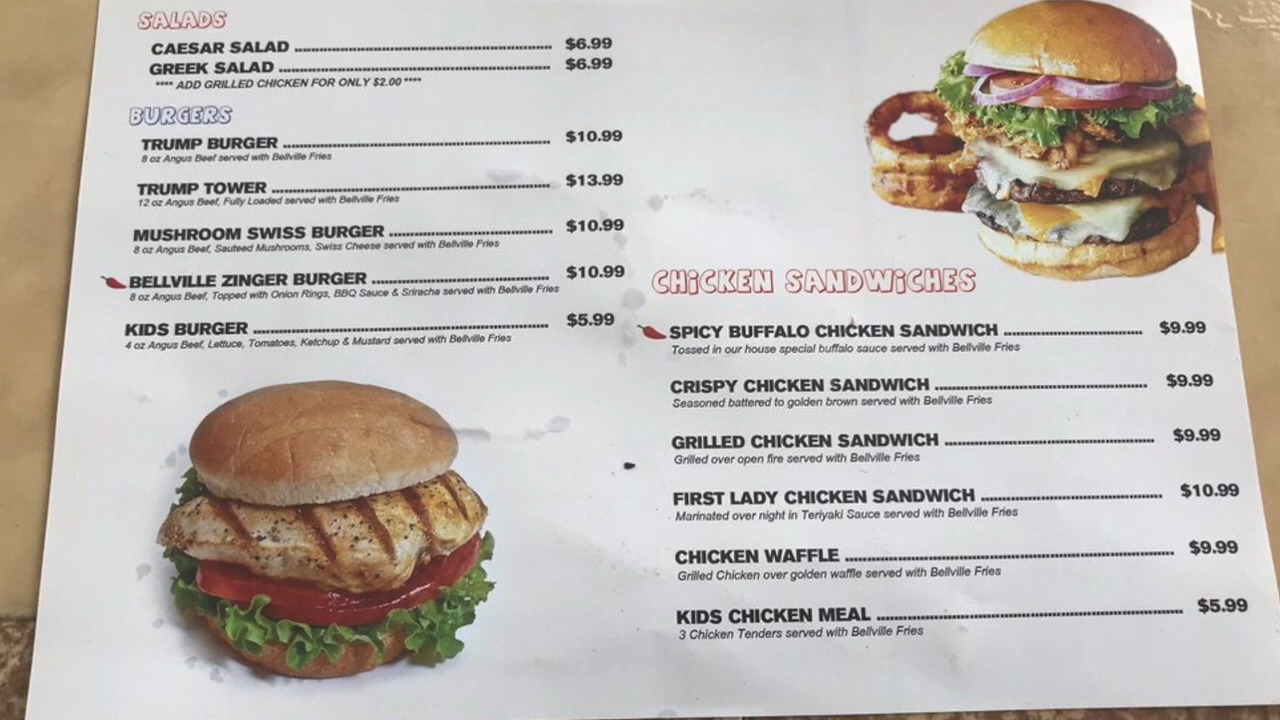 SALADS
CAESAR SALAD ........ $6.99
GREEK SALAD ........ $6.99
**** ADD GRILLED CHICKEN FOR ONLY $2.00 ****
BURGERS
TRUMP BURGER ........ $10.99
8 oz Angus Beef served with Bellville Fries
TRUMP TOWER ........ $13.99
12 oz Angus Beef, Fully Loaded served with Bellville Fries
MUSHROOM SWISS BURGER ........ $10.99
8 oz Angus Beef, Sauteed Mushrooms, Swiss Cheese served with Bellville Fries
BELLVILLE ZINGER BURGER ........ $10.99
8 oz Angus Beef, Topped with Onion Rings, BBQ Sauce & Sriracha served with Bellville Fries
KIDS BURGER ........ $5.99
4 oz Angus Beef, Lettuce, Tomatoes, Ketchup & Mustard served with Bellville Fries
CHiCKEN SANDWiCHES
SPICY BUFFALO CHICKEN SANDWICH ........ $9.99
Tossed in our house special buffalo sauce served with Bellville Fries
CRISPY CHICKEN SANDWICH ........ $9.99
Seasoned battered to golden brown served with Bellville Fries
GRILLED CHICKEN SANDWICH ........ $9.99
Grilled over open fire served with Bellville Fries
FIRST LADY CHICKEN SANDWICH ........ $10.99
Marinated over night in Teriyaki Sauce served with Bellville Fries
CHICKEN WAFFLE ........ $9.99
Grilled Chicken over golden waffle served with Bellville Fries
KIDS CHICKEN MEAL ........ $5.99
3 Chicken Tenders served with Bellville Fries